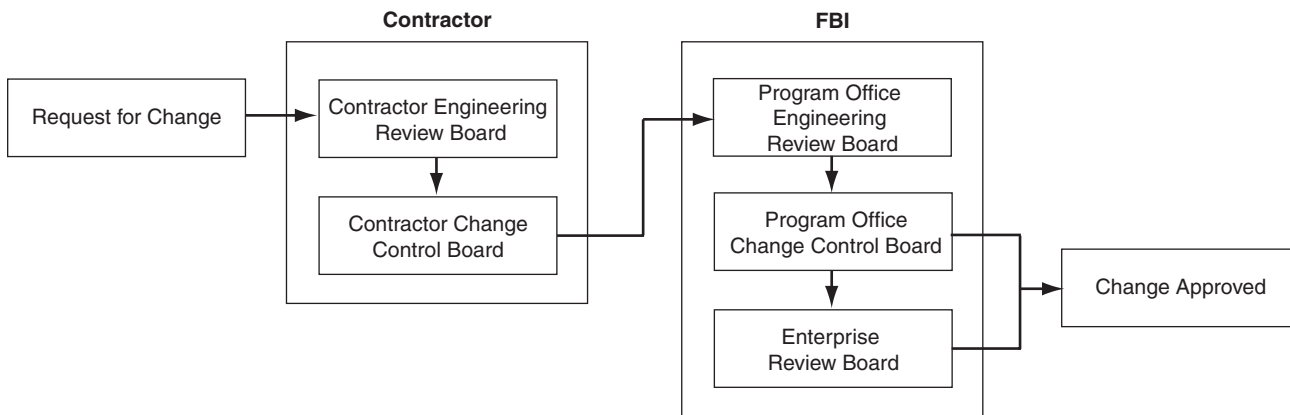 Contractor
FBI
Request for Change
Contractor Engineering
Review Board
Contractor Change
Control Board
Program Office
Engineering
Review Board
Program Office
Change Control Board
Enterprise
Review Board
Change Approved